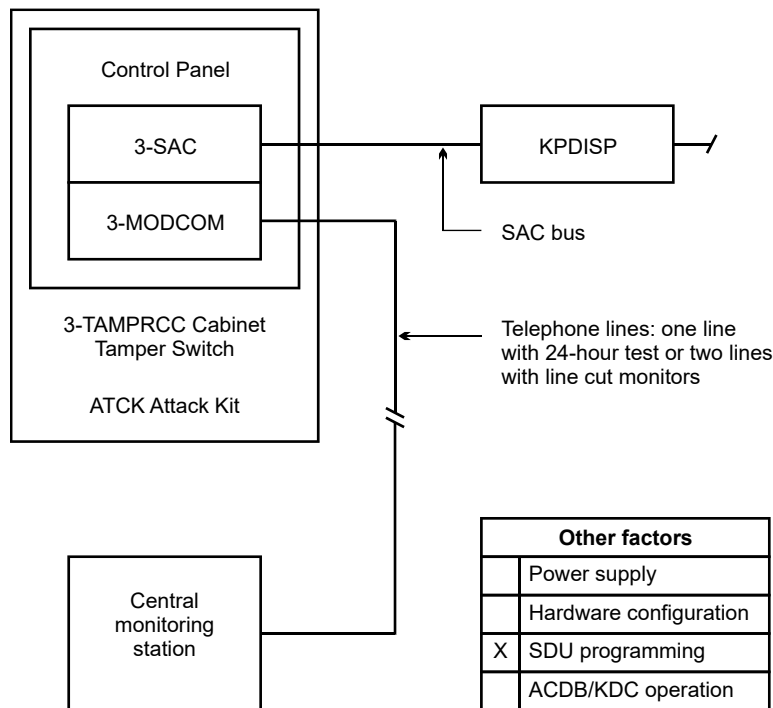 Control Panel
3-SAC
KPDISP
3-MODCOM
SAC bus
3-TAMPRCC Cabinet
Tamper Switch
Telephone lines: one line
with 24-hour test or two lines
with line cut monitors
ATCK Attack Kit
Other factors
Power supply
Hardware configuration
X SDU programming
ACDB/KDC operation
Central
monitoring
station